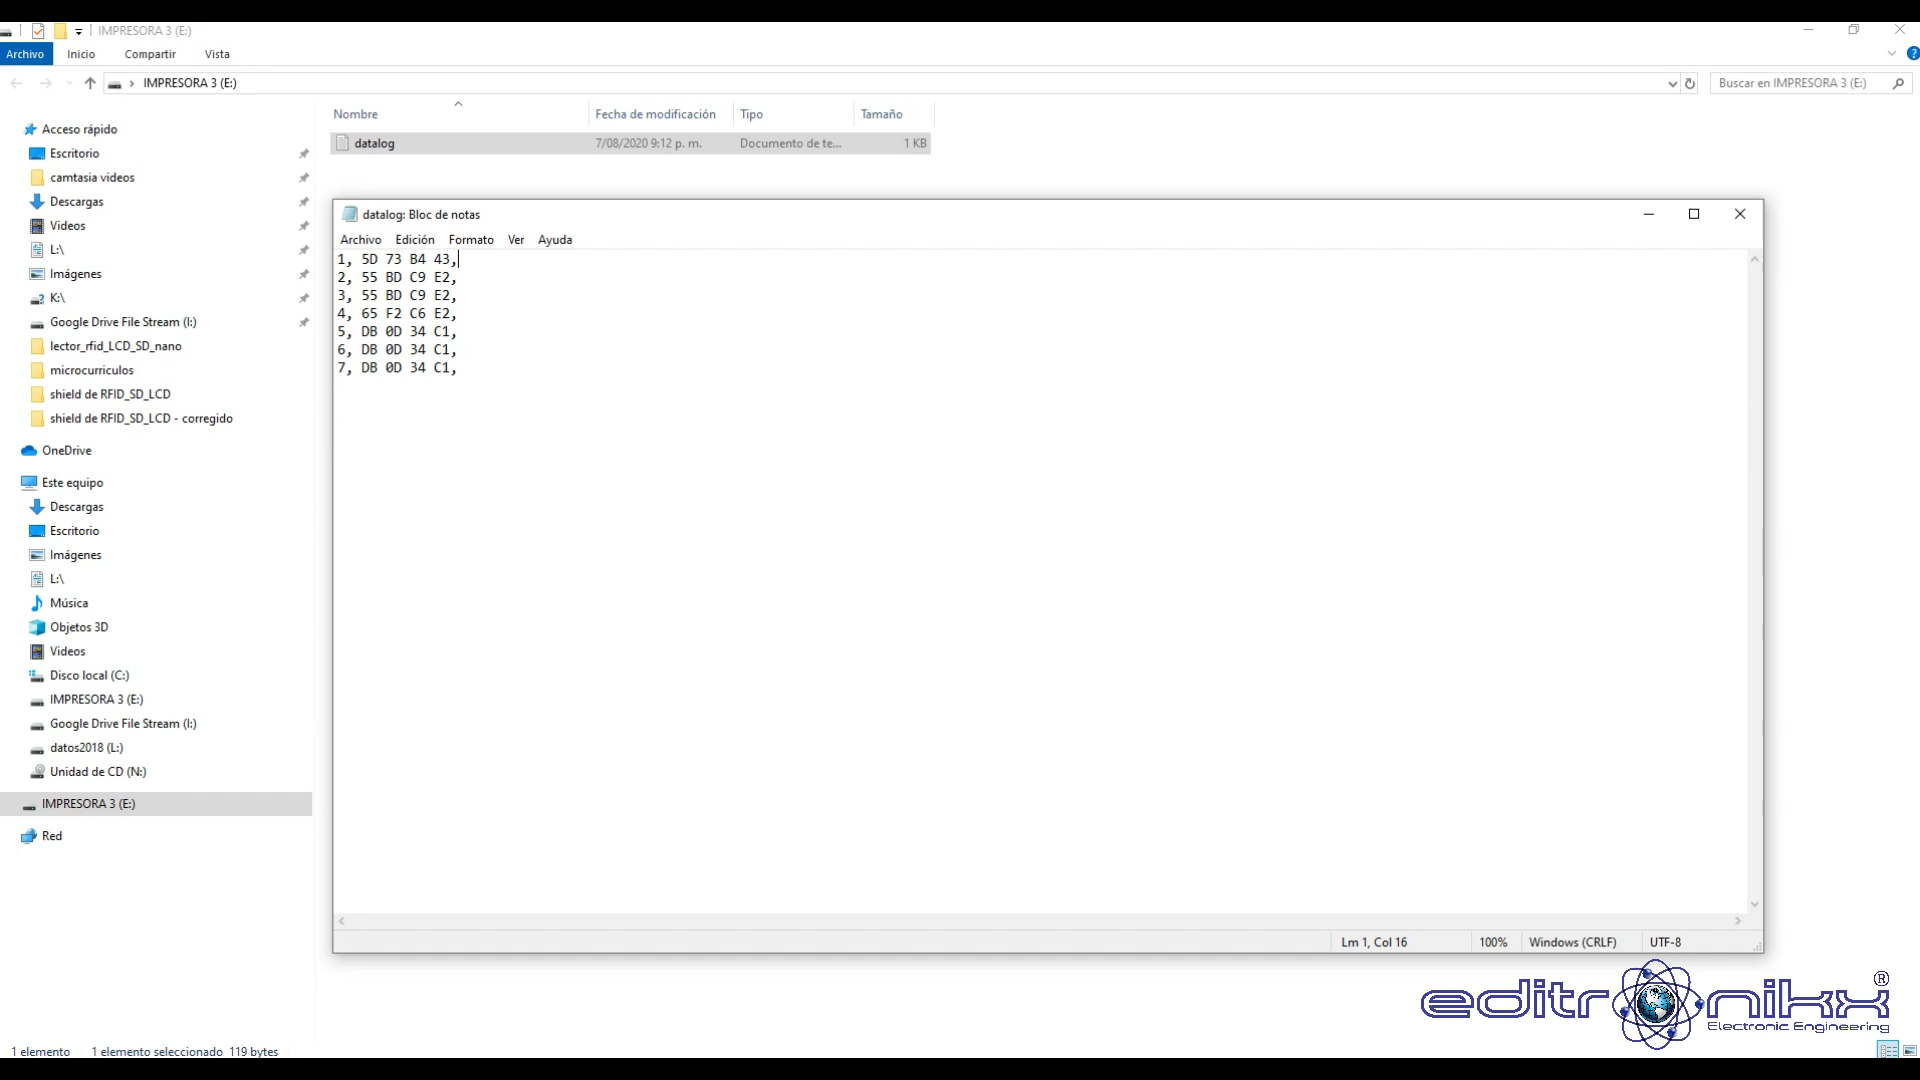 IMPRESORA 3 (E:)
Archivo Inicio Compartir Vista
IMPRESORA 3 (E:)
Buscar en IMPRESORA 3 (E:)
Nombre Fecha de modificación Tipo Tamaño
datalog 7/08/2020 9:12 p. m. Documento de te... 1 KB
Acceso rápido
Escritorio
camtasia videos
Descargas
Videos
L:\
Imágenes
K:\
Google Drive File Stream (I:)
lector_rfid_LCD_SD_nano
microcurriculos
shield de RFID_SD_LCD
shield de RFID_SD_LCD - corregido
OneDrive
Este equipo
Descargas
Escritorio
Imágenes
L:\
Música
Objetos 3D
Videos
Disco local (C:)
IMPRESORA 3 (E:)
Google Drive File Stream (I:)
datos2018 (L:)
Unidad de CD (N:)
IMPRESORA 3 (E:)
Red
datalog: Bloc de notas
Archivo Edición Formato Ver Ayuda
1, 5D 73 B4 43,
2, 55 BD C9 E2,
3, 55 BD C9 E2,
4, 65 F2 C6 E2,
5, DB 0D 34 C1,
6, DB 0D 34 C1,
7, DB 0D 34 C1,
Lm 1, Col 16 100% Windows (CRLF) UTF-8
editronikx ®
Electronic Engineering
1 elemento 1 elemento seleccionado 119 bytes